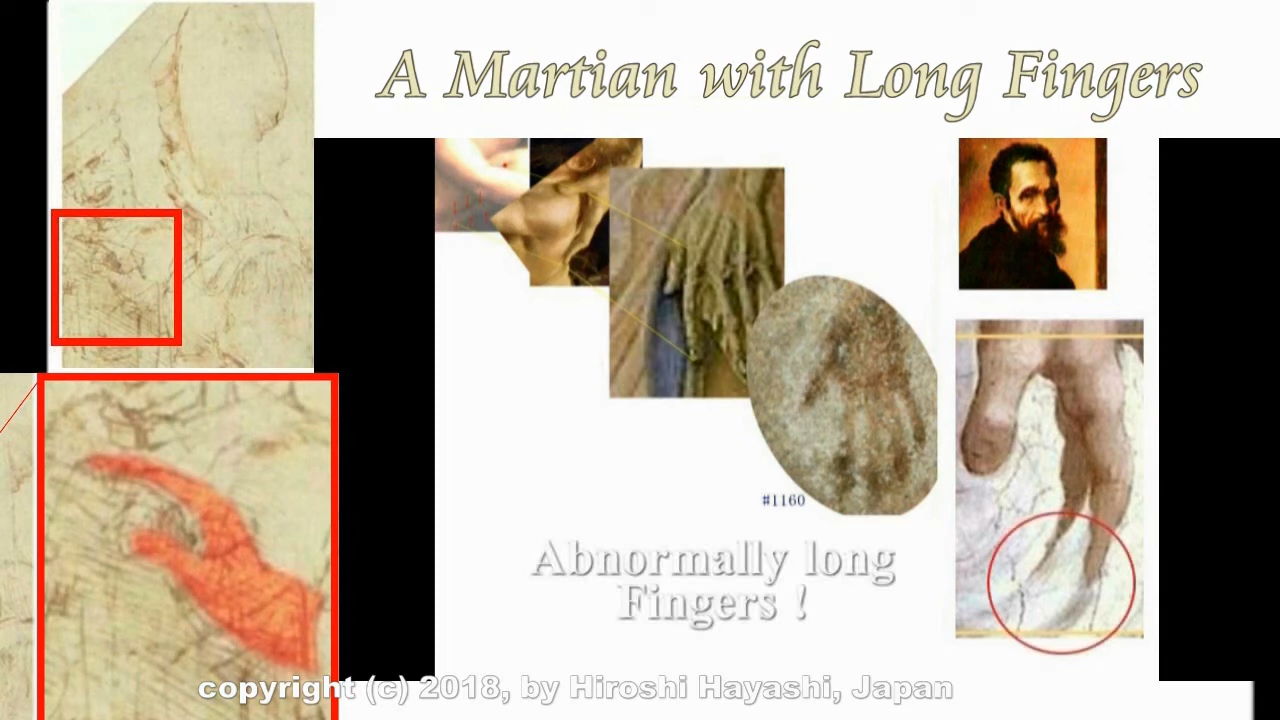 A Martian with Long Fingers
#1160
Abnormally long
Fingers !
copyright (c) 2018, by Hiroshi Hayashi, Japan